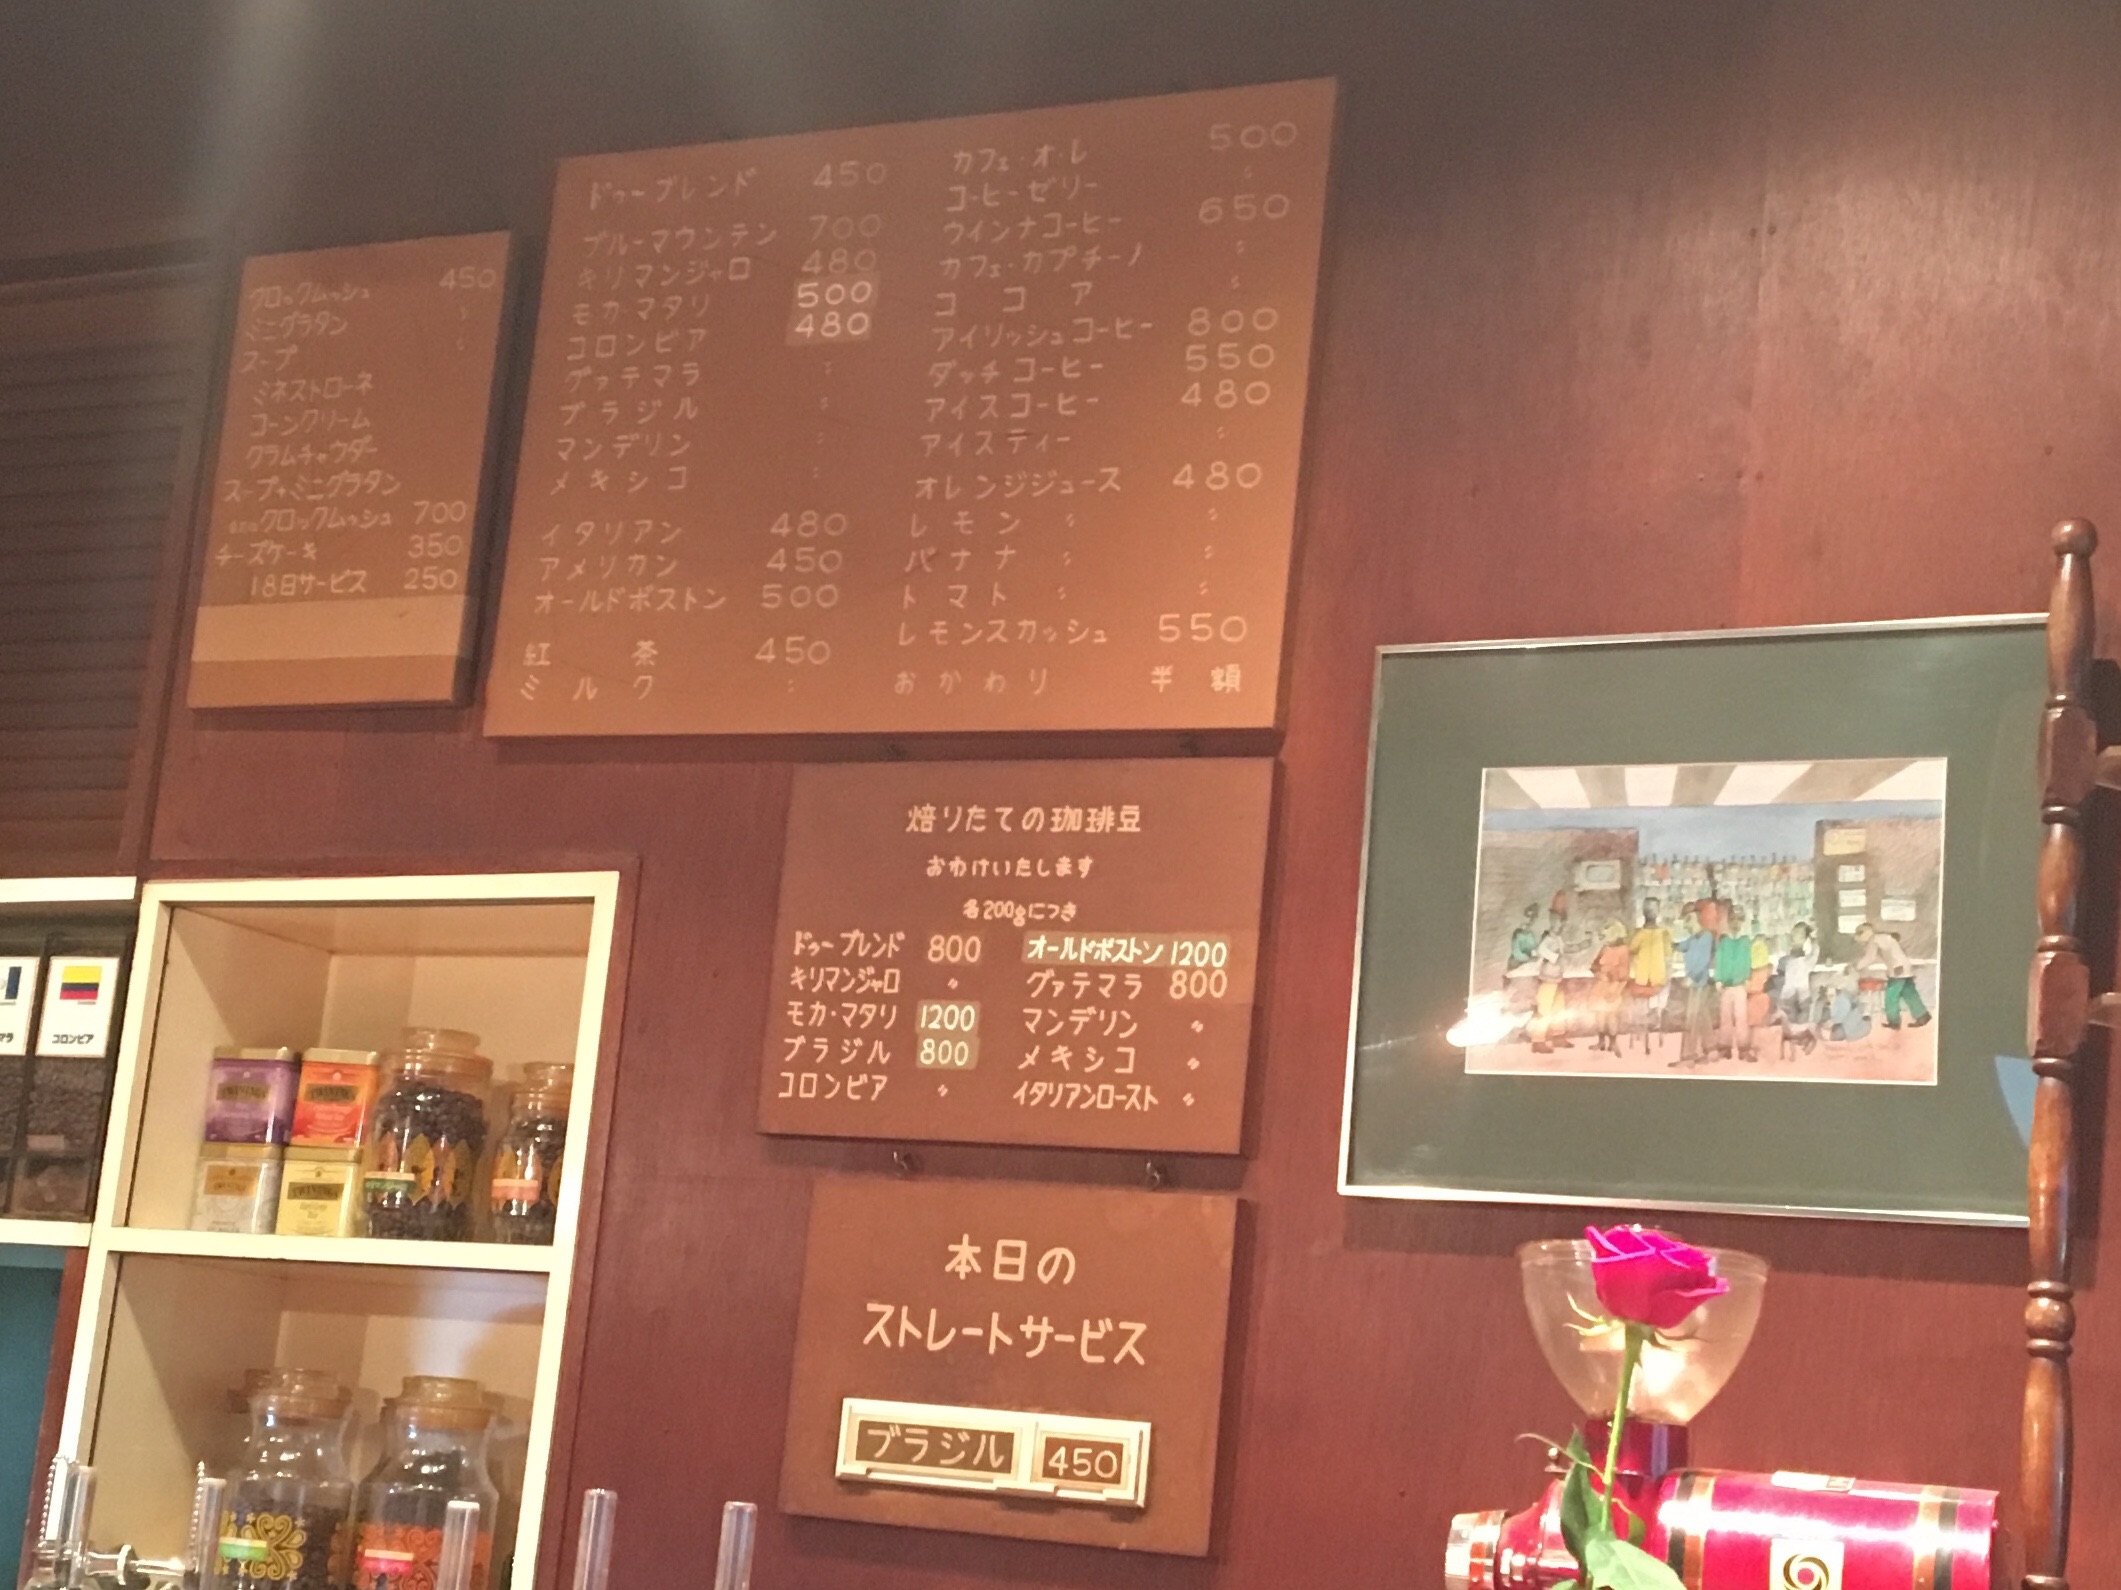 クロックムッシュ 450
ミニグラタン 〃
スープ 〃
ミネストローネ
コーンクリーム
クラムチャウダー
スープ+ミニグラタン
クロックムッシュ 700
チーズケーキ 350
18日サービス 250
ドゥーブレンド 450
ブルーマウンテン 700
キリマンジャロ 480
モカ・マタリ 500
コロンビア 480
グァテマラ 〃
ブラジル 〃
マンデリン 〃
メキシコ 〃
イタリアン 480
アメリカン 450
オールドボストン 500
紅茶 450
ミルク 〃
カフェ・オ・レ 500
コーヒーゼリー 〃
ウインナコーヒー 650
カフェ・カプチーノ 〃
ココア 〃
アイリッシュコーヒー 800
ダッチコーヒー 550
アイスコーヒー 480
アイスティー 〃
オレンジジュース 480
レモン 〃 〃
バナナ 〃 〃
トマト 〃 〃
レモンスカッシュ 550
おかわり 半額
焙りたての珈琲豆
おわけいたします
各200gにつき
ドゥーブレンド 800
キリマンジャロ 〃
モカ・マタリ 1200
ブラジル 800
コロンビア 〃
オールドボストン 1200
グァテマラ 800
マンデリン 〃
メキシコ 〃
イタリアンロースト 〃
本日の
ストレートサービス
ブラジル 450
マラ
コロンビア
TWININGS
TWININGS
TWININGS
TWININGS